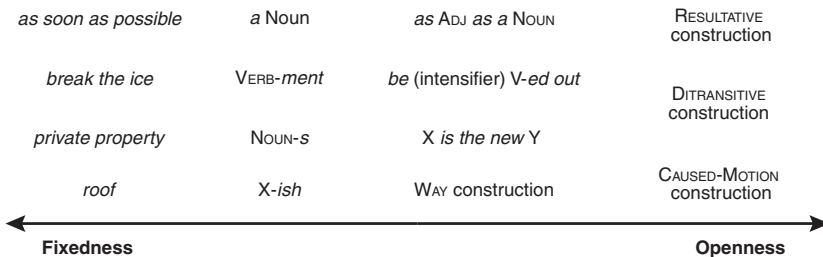 as soon as possible a Noun as Adj as a Noun Resultative
construction
break the ice Verb-ment be (intensifier) V-ed out
Ditransitive
construction
private property Noun-s X is the new Y
Caused-Motion
construction
roof X-ish Way construction
Fixedness Openness